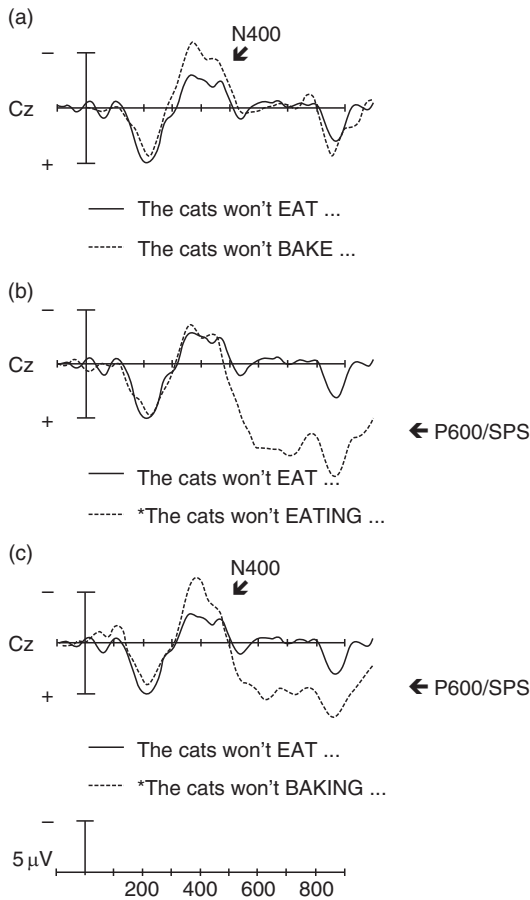 (a)
N400
−
Cz
+
The cats won't EAT ...
The cats won't BAKE ...
(b)
−
Cz
+
P600/SPS
The cats won't EAT ...
*The cats won't EATING ...
(c)
N400
−
Cz
+
P600/SPS
The cats won't EAT ...
*The cats won't BAKING ...
−
5 μV
200 400 600 800